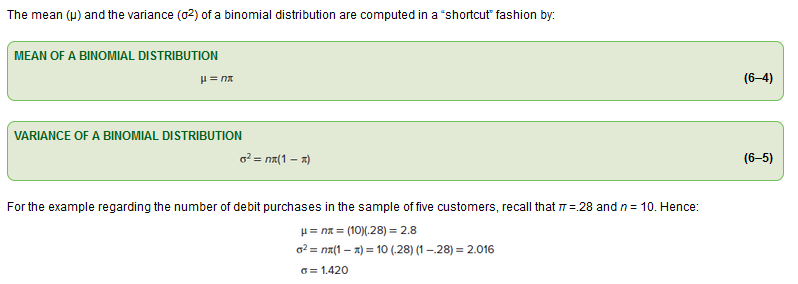 The mean (μ) and the variance (σ2) of a binomial distribution are computed in a “shortcut” fashion by:
MEAN OF A BINOMIAL DISTRIBUTION
μ = nπ (6–4)
VARIANCE OF A BINOMIAL DISTRIBUTION
σ² = nπ(1 – π) (6–5)
For the example regarding the number of debit purchases in the sample of five customers, recall that π =.28 and n = 10. Hence:
μ = nπ = (10)(.28) = 2.8
σ² = nπ(1 – π) = 10 (.28) (1 –.28) = 2.016
σ = 1.420